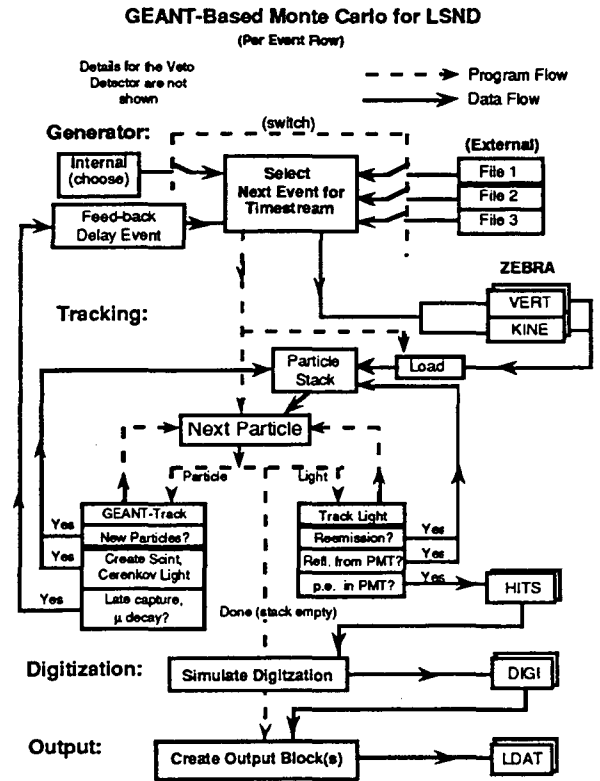 GEANT-Based Monte Carlo for LSND
(Per Event Flow)
Details for the Veto
Detector are not
shown
Program Flow
Data Flow
Generator:
(switch)
(External)
Internal
(choose)
Select
Next Event for
Timestream
File 1
File 2
File 3
Feed-back
Delay Event
ZEBRA
VERT
KINE
Tracking:
Particle
Stack
Load
Next Particle
Particle
Light
GEANT-Track
New Particles?
Create Scint,
Cerenkov Light
Late capture,
µ decay?
Yes
Yes
Yes
Track Light
Reemission?
Refl. from PMT?
p.e. in PMT?
Yes
Yes
Yes
HITS
Done (stack empty)
Digitization:
Simulate Digitzation
DIGI
Output:
Create Output Block(s)
LDAT